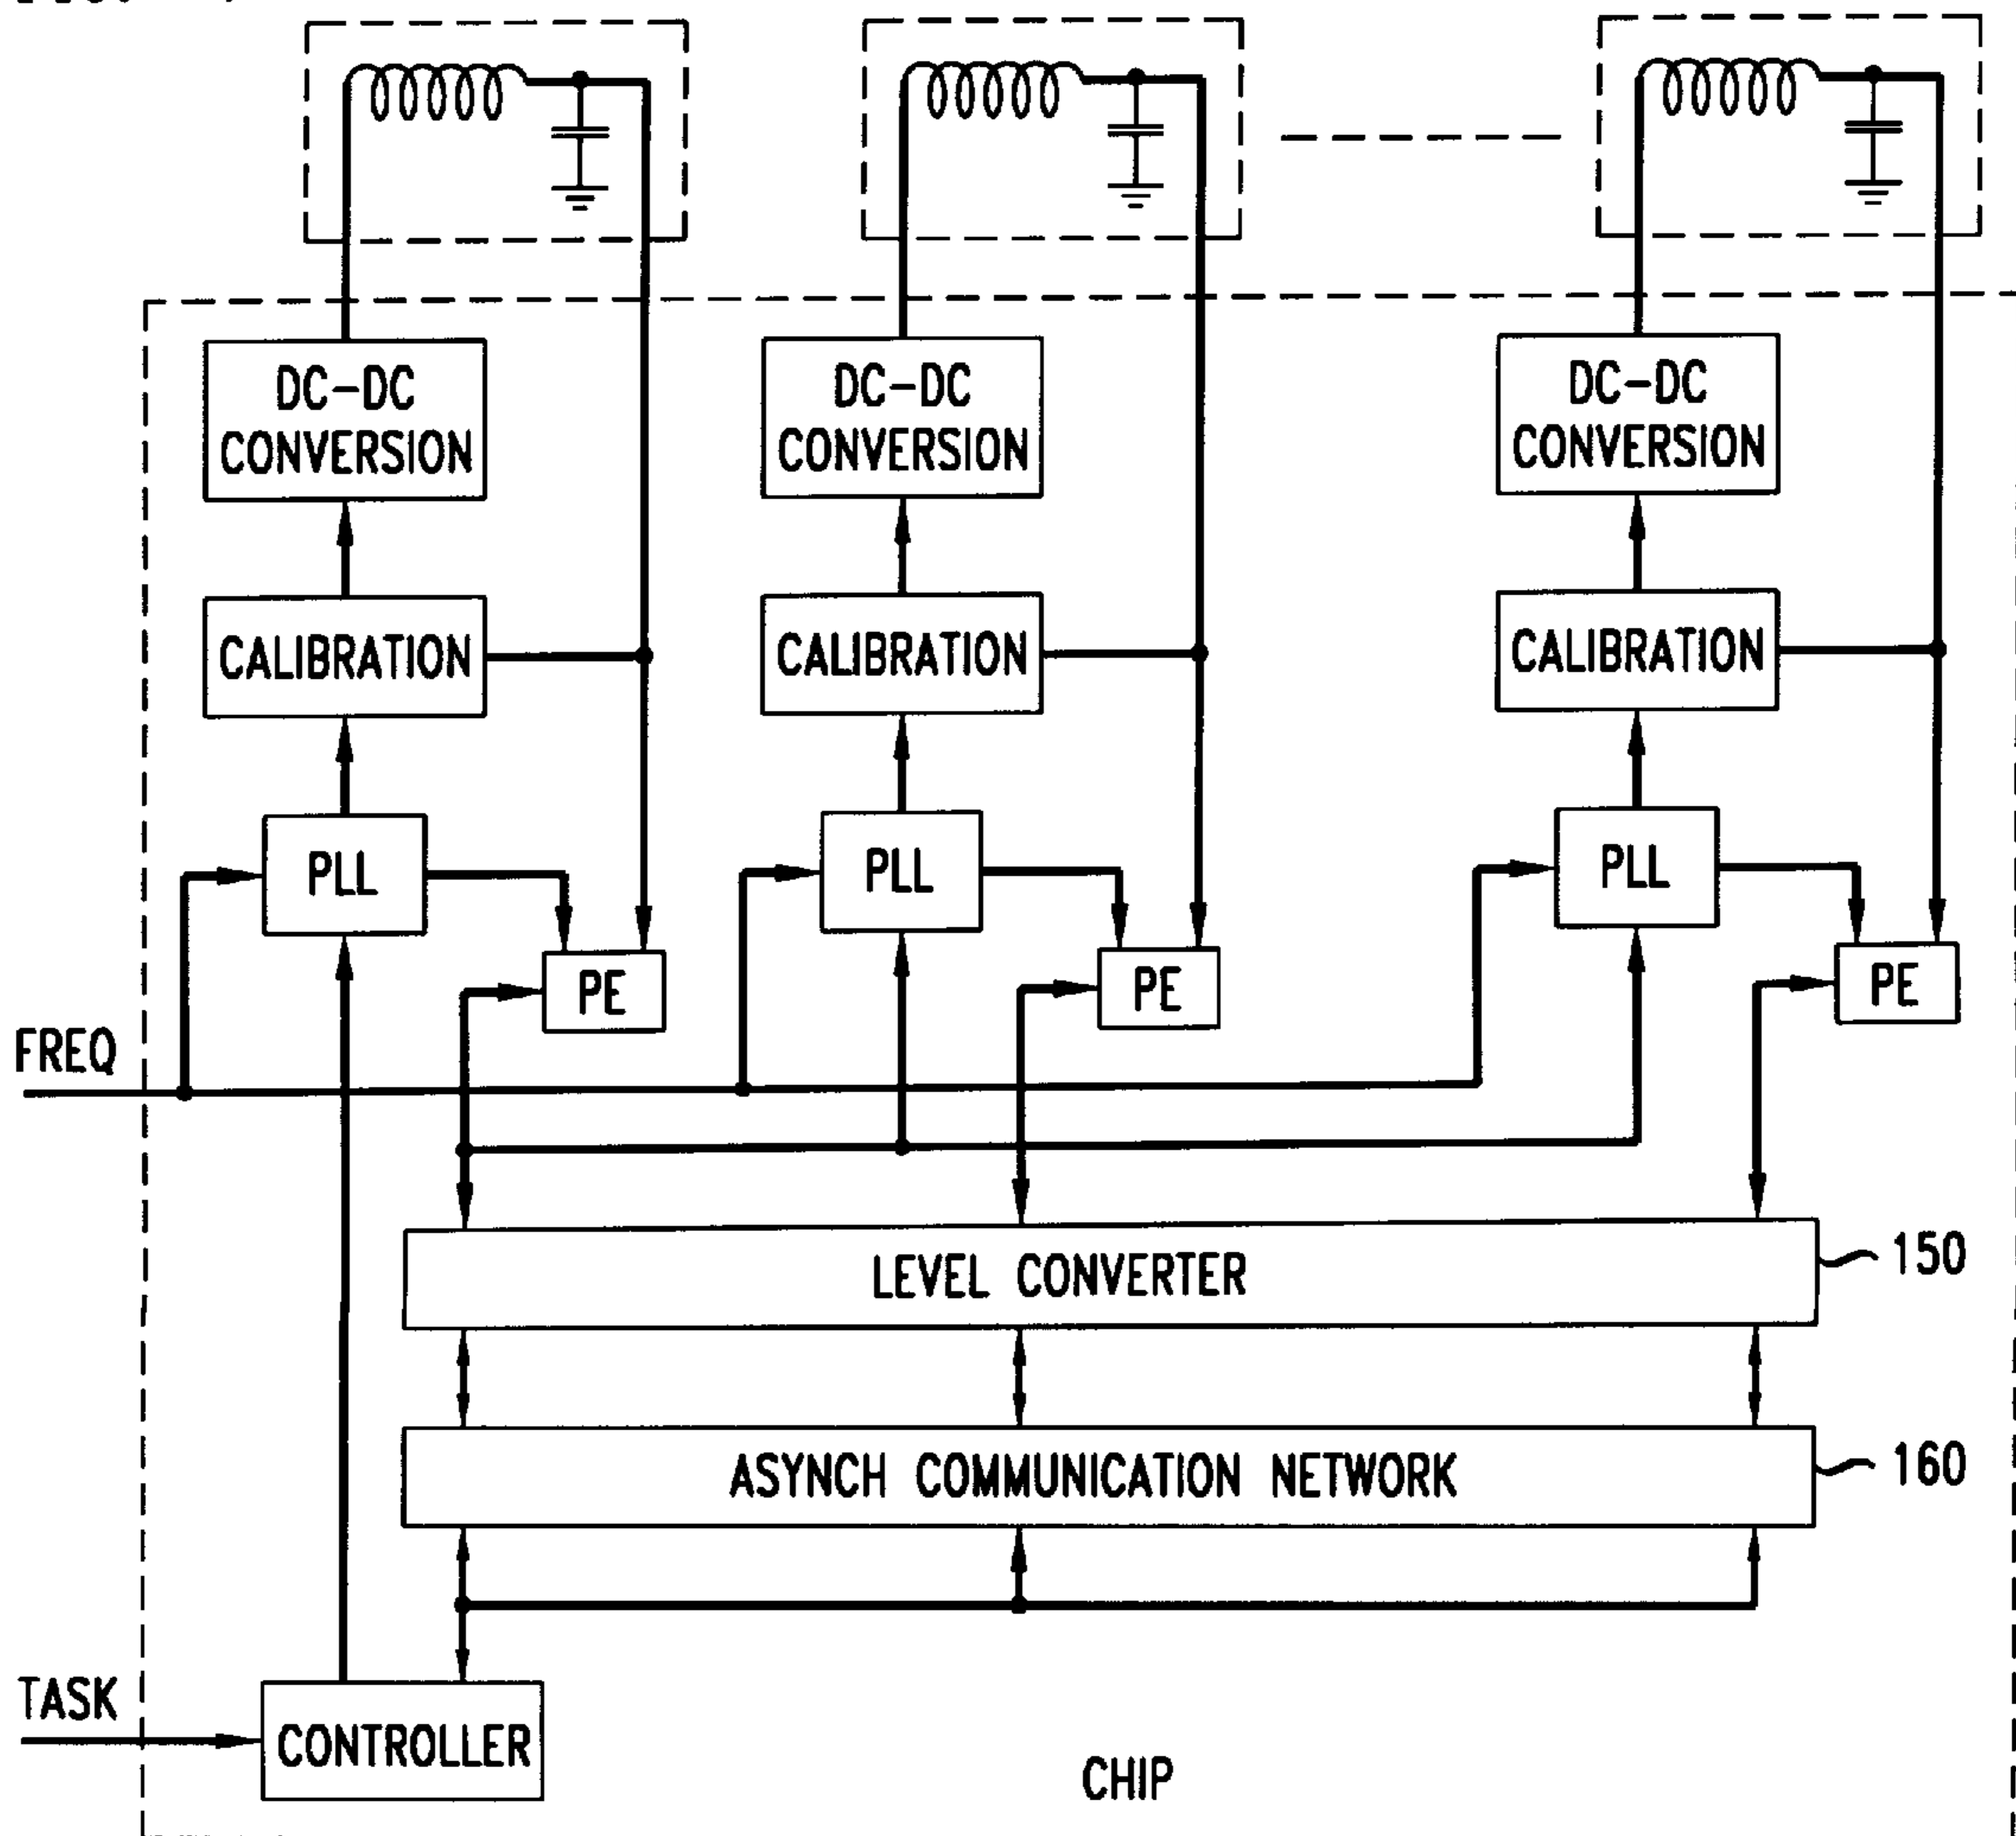 DC-DC
CONVERSION
DC-DC
CONVERSION
DC-DC
CONVERSION
CALIBRATION
CALIBRATION
CALIBRATION
PLL
PLL
PLL
PE
PE
PE
FREQ
LEVEL CONVERTER
150
ASYNCH COMMUNICATION NETWORK
160
TASK
CONTROLLER
CHIP